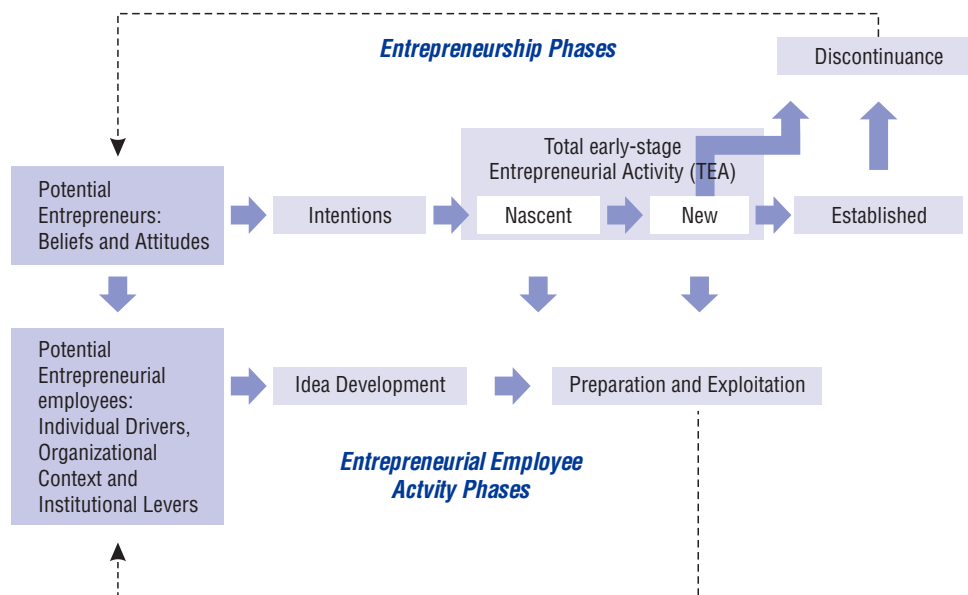 Entrepreneurship Phases
Discontinuance
Total early-stage
Entrepreneurial Activity (TEA)
Potential
Entrepreneurs:
Beliefs and Attitudes
Intentions
Nascent
New
Established
Potential
Entrepreneurial
employees:
Individual Drivers,
Organizational
Context and
Institutional Levers
Idea Development
Preparation and Exploitation
Entrepreneurial Employee
Actvity Phases